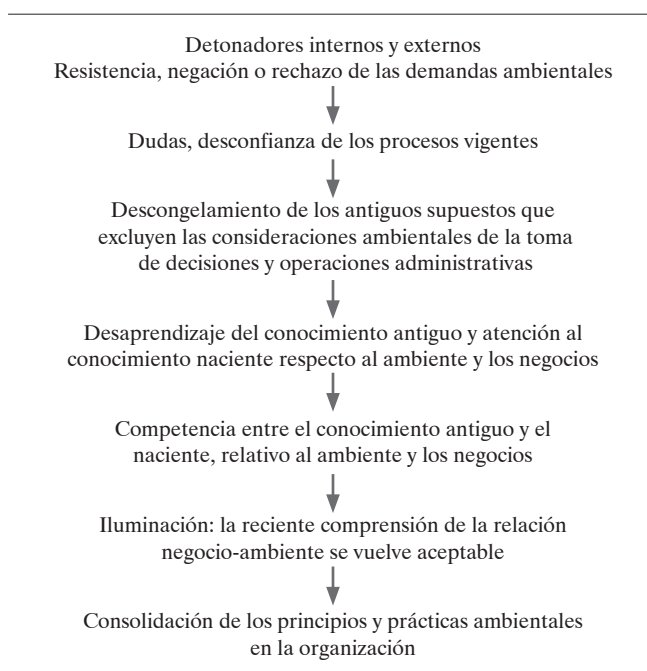 Detonadores internos y externos
Resistencia, negación o rechazo de las demandas ambientales
Dudas, desconfianza de los procesos vigentes
Descongelamiento de los antiguos supuestos que
excluyen las consideraciones ambientales de la toma
de decisiones y operaciones administrativas
Desaprendizaje del conocimiento antiguo y atención al
conocimiento naciente respecto al ambiente y los negocios
Competencia entre el conocimiento antiguo y el
naciente, relativo al ambiente y los negocios
Iluminación: la reciente comprensión de la relación
negocio-ambiente se vuelve aceptable
Consolidación de los principios y prácticas ambientales
en la organización